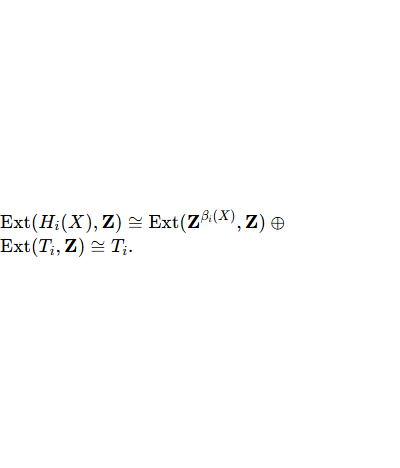 Ext(H_i(X), Z) ≅ Ext(Z^{β_i(X)}, Z) ⊕
Ext(T_i, Z) ≅ T_i.